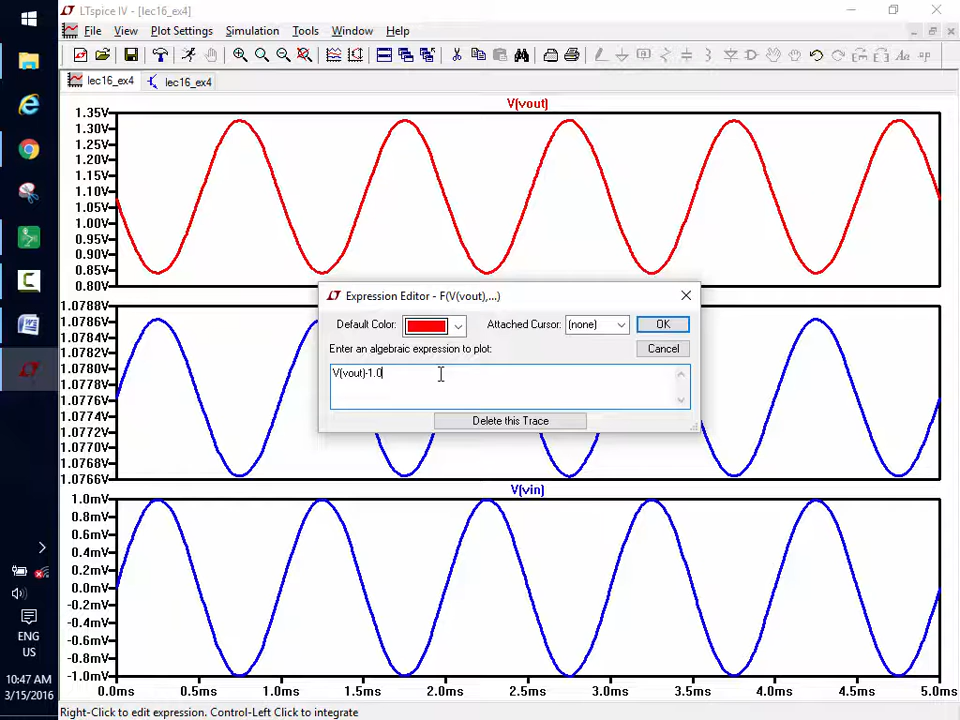 LTspice IV - [lec16_ex4]
File View Plot Settings Simulation Tools Window Help
lec16_ex4 lec16_ex4
V(vout)
1.35V
1.30V
1.25V
1.20V
1.15V
1.10V
1.05V
1.00V
0.95V
0.90V
0.85V
0.80V
Expression Editor - F(V(vout),...)
Default Color: Attached Cursor: (none) OK
Enter an algebraic expression to plot: Cancel
V(vout)-1.0
Delete this Trace
1.0788V
1.0786V
1.0784V
1.0782V
1.0780V
1.0778V
1.0776V
1.0774V
1.0772V
1.0770V
1.0768V
1.0766V
V(vin)
1.0mV
0.8mV
0.6mV
0.4mV
0.2mV
0.0mV
-0.2mV
-0.4mV
-0.6mV
-0.8mV
-1.0mV
0.0ms 0.5ms 1.0ms 1.5ms 2.0ms 2.5ms 3.0ms 3.5ms 4.0ms 4.5ms 5.0ms
Right-Click to edit expression. Control-Left Click to integrate
ENG
US
10:47 AM
3/15/2016